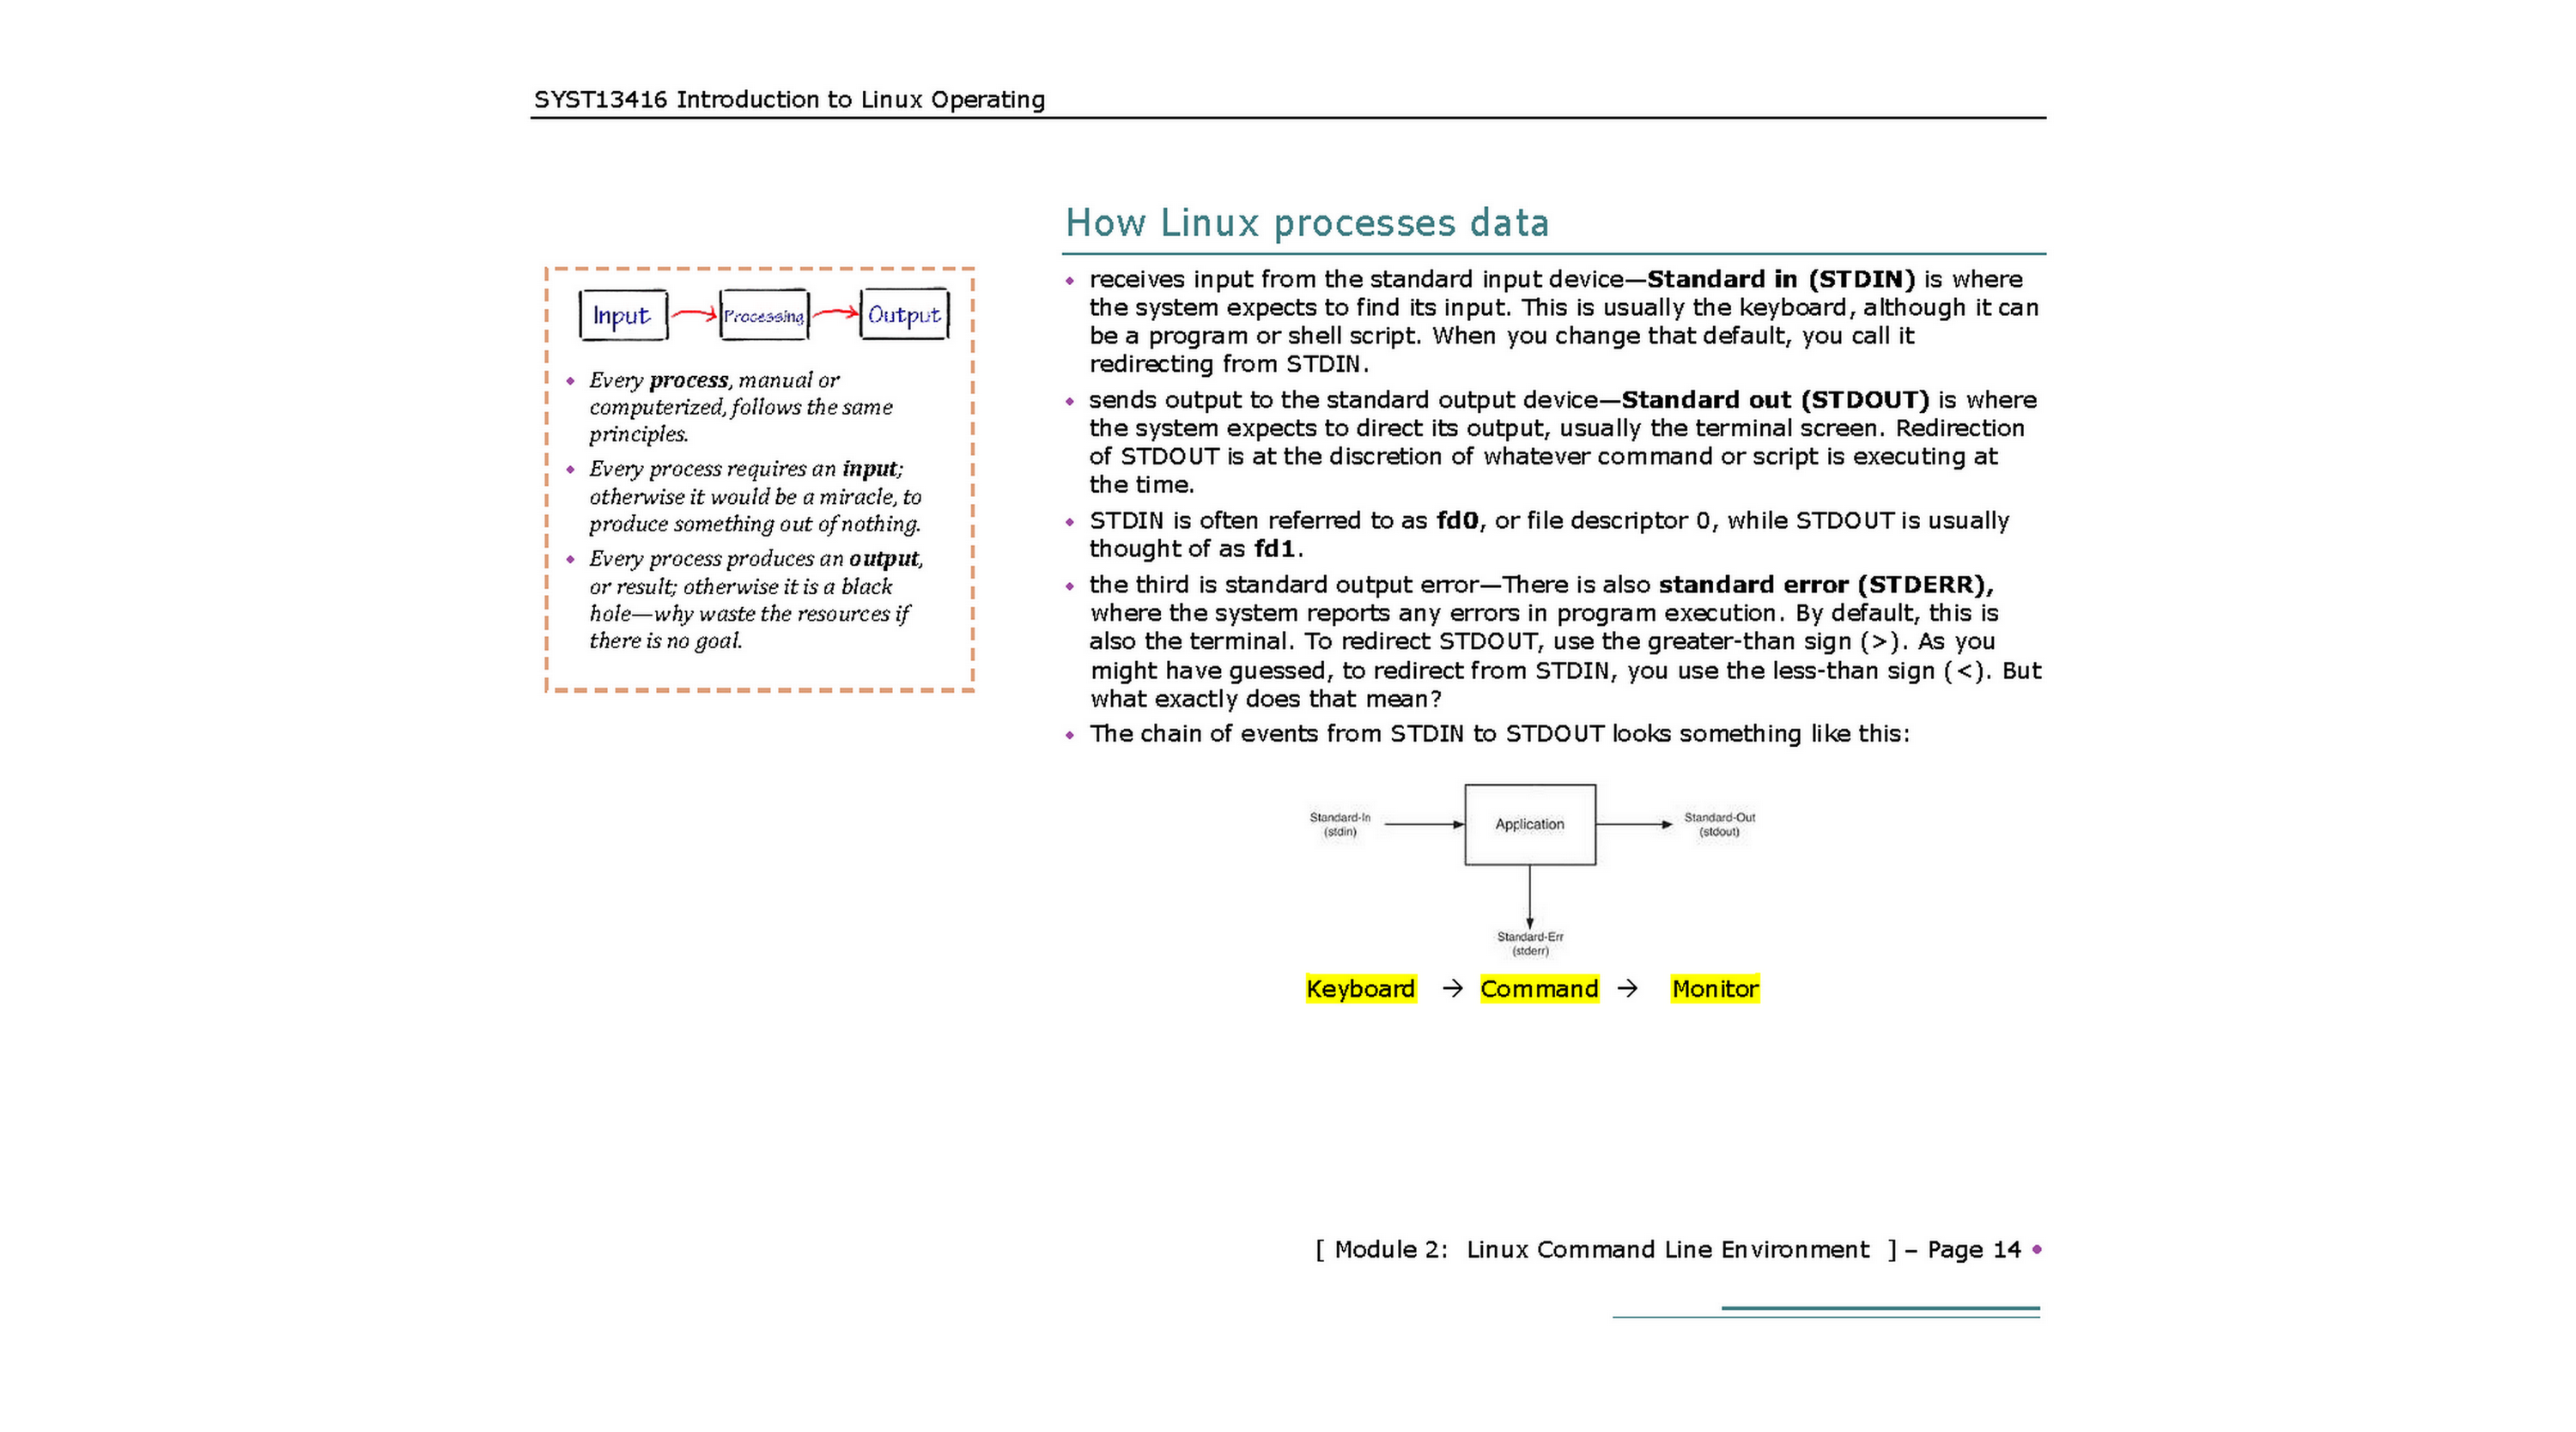 SYST13416 Introduction to Linux Operating
Input
Processing
Output
• Every process, manual or
computerized, follows the same
principles.
• Every process requires an input;
otherwise it would be a miracle, to
produce something out of nothing.
• Every process produces an output,
or result; otherwise it is a black
hole—why waste the resources if
there is no goal.
How Linux processes data
• receives input from the standard input device—Standard in (STDIN) is where
the system expects to find its input. This is usually the keyboard, although it can
be a program or shell script. When you change that default, you call it
redirecting from STDIN.
• sends output to the standard output device—Standard out (STDOUT) is where
the system expects to direct its output, usually the terminal screen. Redirection
of STDOUT is at the discretion of whatever command or script is executing at
the time.
• STDIN is often referred to as fd0, or file descriptor 0, while STDOUT is usually
thought of as fd1.
• the third is standard output error—There is also standard error (STDERR),
where the system reports any errors in program execution. By default, this is
also the terminal. To redirect STDOUT, use the greater-than sign (>). As you
might have guessed, to redirect from STDIN, you use the less-than sign (<). But
what exactly does that mean?
• The chain of events from STDIN to STDOUT looks something like this:
Standard-In
(stdin)
Application
Standard-Out
(stdout)
Standard-Err
(stderr)
Keyboard → Command → Monitor
[ Module 2: Linux Command Line Environment ] – Page 14 •